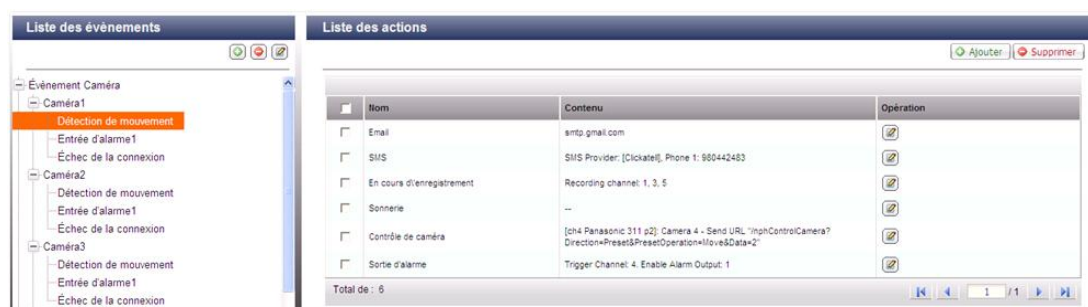 Liste des évènements
Évènement Caméra
Caméra1
Détection de mouvement
Entrée d'alarme1
Échec de la connexion
Caméra2
Détection de mouvement
Entrée d'alarme1
Échec de la connexion
Caméra3
Détection de mouvement
Entrée d'alarme1
Échec de la connexion
Liste des actions
Ajouter Supprimer
Nom Contenu Opération
Email smtp.gmail.com
SMS SMS Provider: [Clickatell], Phone 1: 980442483
En cours d\'enregistrement Recording channel: 1, 3, 5
Sonnerie --
Contrôle de caméra [ch4 Panasonic 311 p2]: Camera 4 - Send URL "/nphControlCamera?
Direction=Preset&PresetOperation=Move&Data=2"
Sortie d'alarme Trigger Channel: 4. Enable Alarm Output: 1
Total de : 6 1 / 1